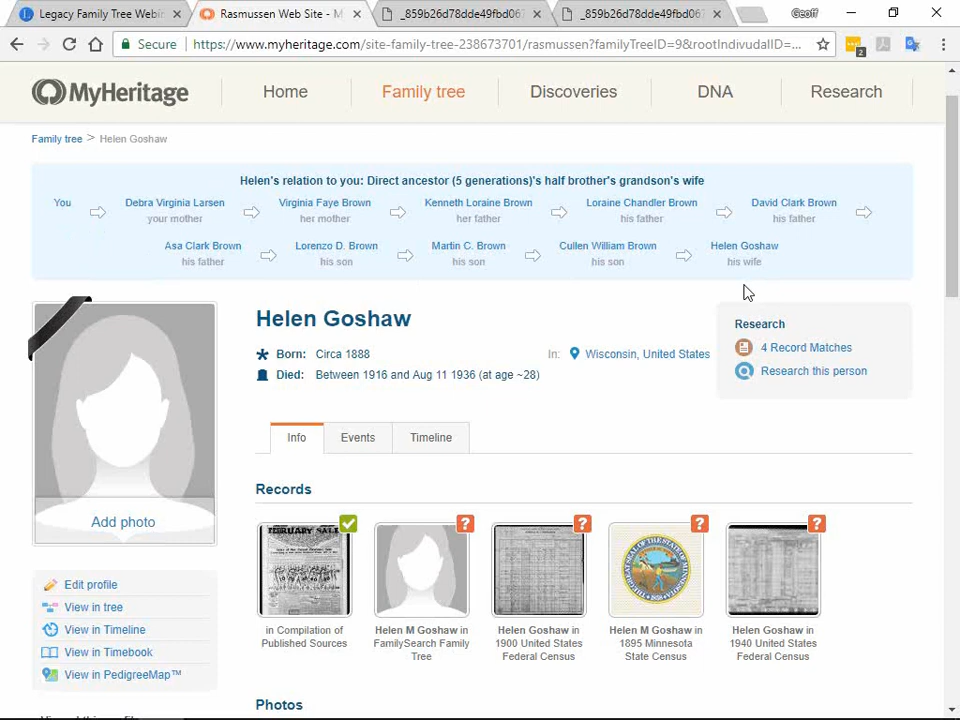 Legacy Family Tree Webin
Rasmussen Web Site - M
_859b26d78dde49fbd067
_859b26d78dde49fbd067
Geoff
Secure
https://www.myheritage.com/site-family-tree-238673701/rasmussen?familyTreeID=9&rootIndivudalID=...
2
MyHeritage
Home
Family tree
Discoveries
DNA
Research
Family tree > Helen Goshaw
Helen's relation to you: Direct ancestor (5 generations)'s half brother's grandson's wife
You
Debra Virginia Larsen
your mother
Virginia Faye Brown
her mother
Kenneth Loraine Brown
her father
Loraine Chandler Brown
his father
David Clark Brown
his father
Asa Clark Brown
his father
Lorenzo D. Brown
his son
Martin C. Brown
his son
Cullen William Brown
his son
Helen Goshaw
his wife
Helen Goshaw
Born: Circa 1888
In: Wisconsin, United States
Died: Between 1916 and Aug 11 1936 (at age ~28)
Research
4 Record Matches
Research this person
Add photo
Info
Events
Timeline
Records
FEBRUARY SALE
in Compilation of
Published Sources
Helen M Goshaw in
FamilySearch Family
Tree
Helen Goshaw in
1900 United States
Federal Census
Helen M Goshaw in
1895 Minnesota
State Census
Helen Goshaw in
1940 United States
Federal Census
Edit profile
View in tree
View in Timeline
View in Timebook
View in PedigreeMap™
Photos